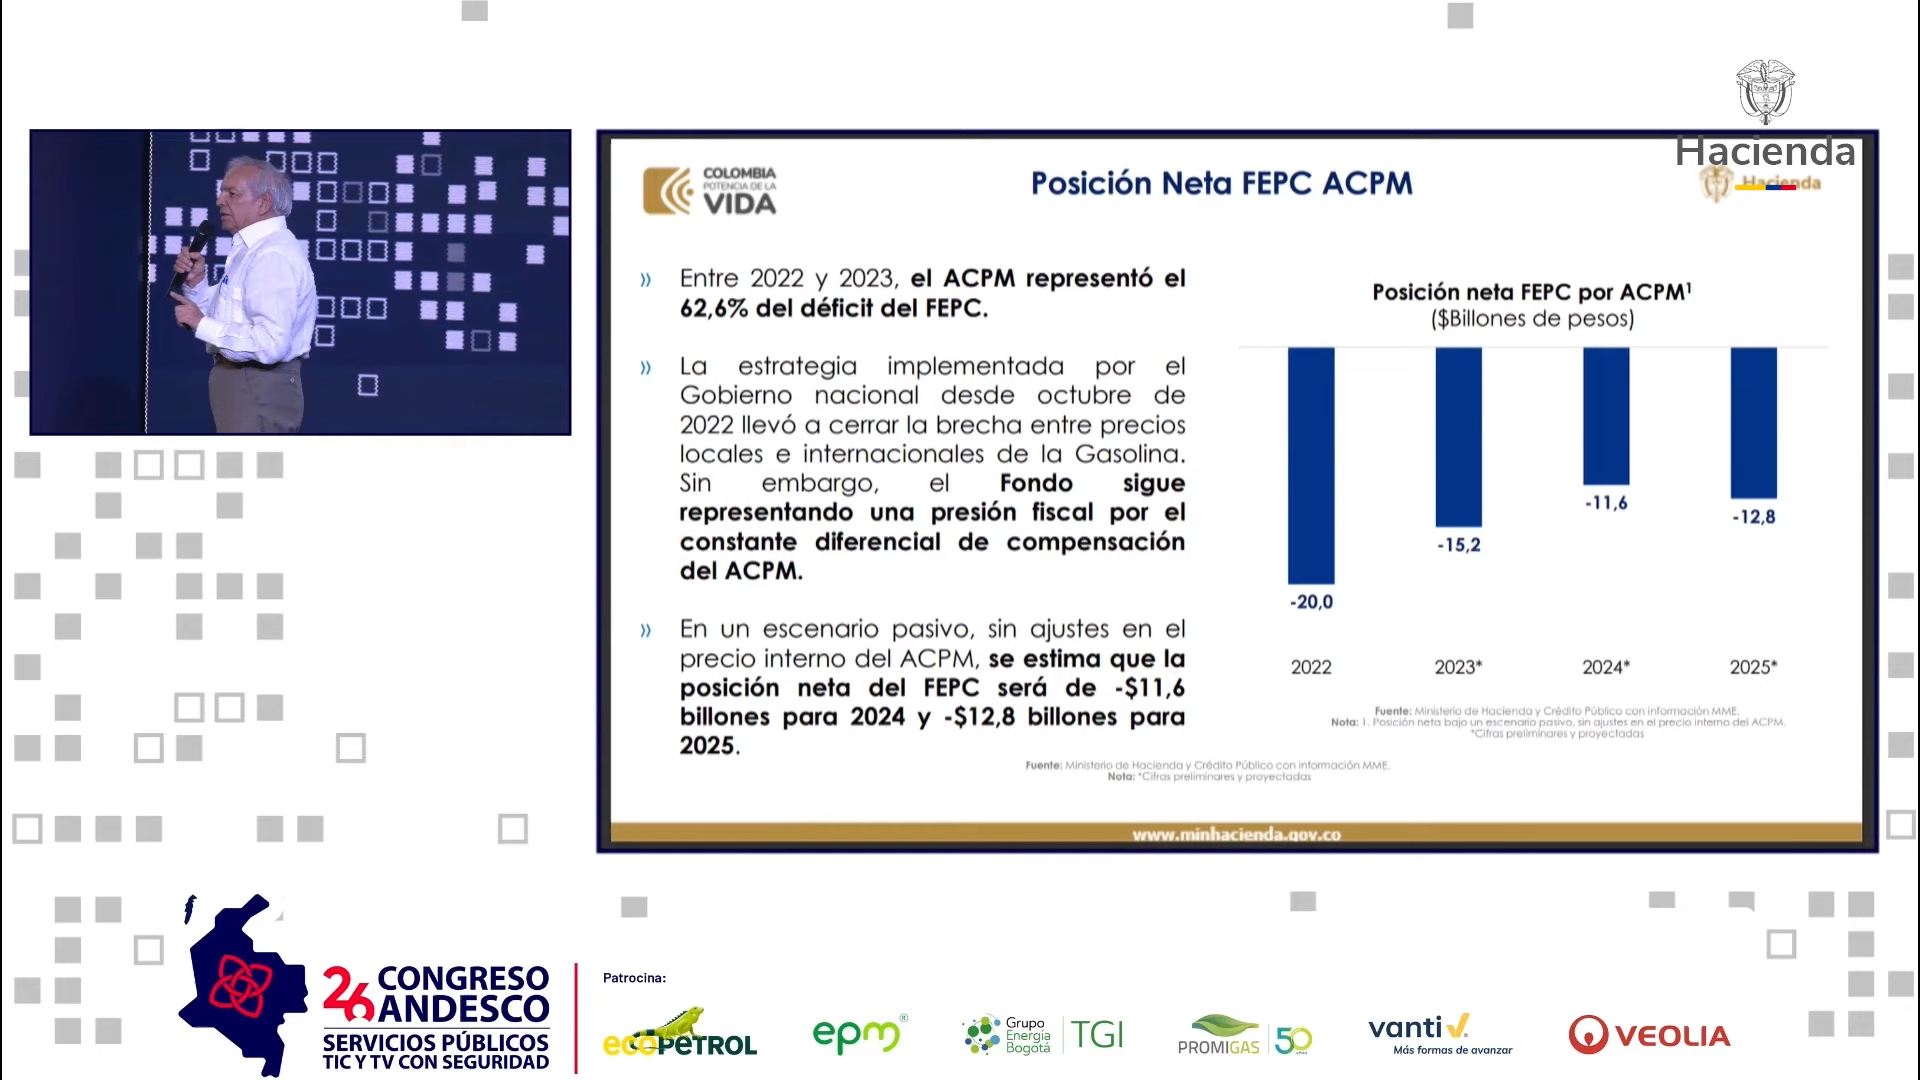 Hacienda
COLOMBIA
POTENCIA DE LA
VIDA
Posición Neta FEPC ACPM
Hacienda
» Entre 2022 y 2023, el ACPM representó el
62,6% del déficit del FEPC.
» La estrategia implementada por el
Gobierno nacional desde octubre de
2022 llevó a cerrar la brecha entre precios
locales e internacionales de la Gasolina.
Sin embargo, el Fondo sigue
representando una presión fiscal por el
constante diferencial de compensación
del ACPM.
» En un escenario pasivo, sin ajustes en el
precio interno del ACPM, se estima que la
posición neta del FEPC será de -$11,6
billones para 2024 y -$12,8 billones para
2025.
Posición neta FEPC por ACPM¹
($Billones de pesos)
-20,0
-15,2
-11,6
-12,8
2022 2023* 2024* 2025*
Fuente: Ministerio de Hacienda y Crédito Público con información MME.
Nota: 1. Posición neta bajo un escenario pasivo, sin ajustes en el precio interno del ACPM.
*Cifras preliminares y proyectadas
Fuente: Ministerio de Hacienda y Crédito Público con información MME.
Nota: *Cifras preliminares y proyectadas
www.minhacienda.gov.co
26 CONGRESO
ANDESCO
SERVICIOS PÚBLICOS
TIC Y TV CON SEGURIDAD
Patrocina:
ecoPETROL
epm®
Grupo
Energía
Bogotá
TGI
PROMIGAS 50
vanti
Más formas de avanzar
VEOLIA